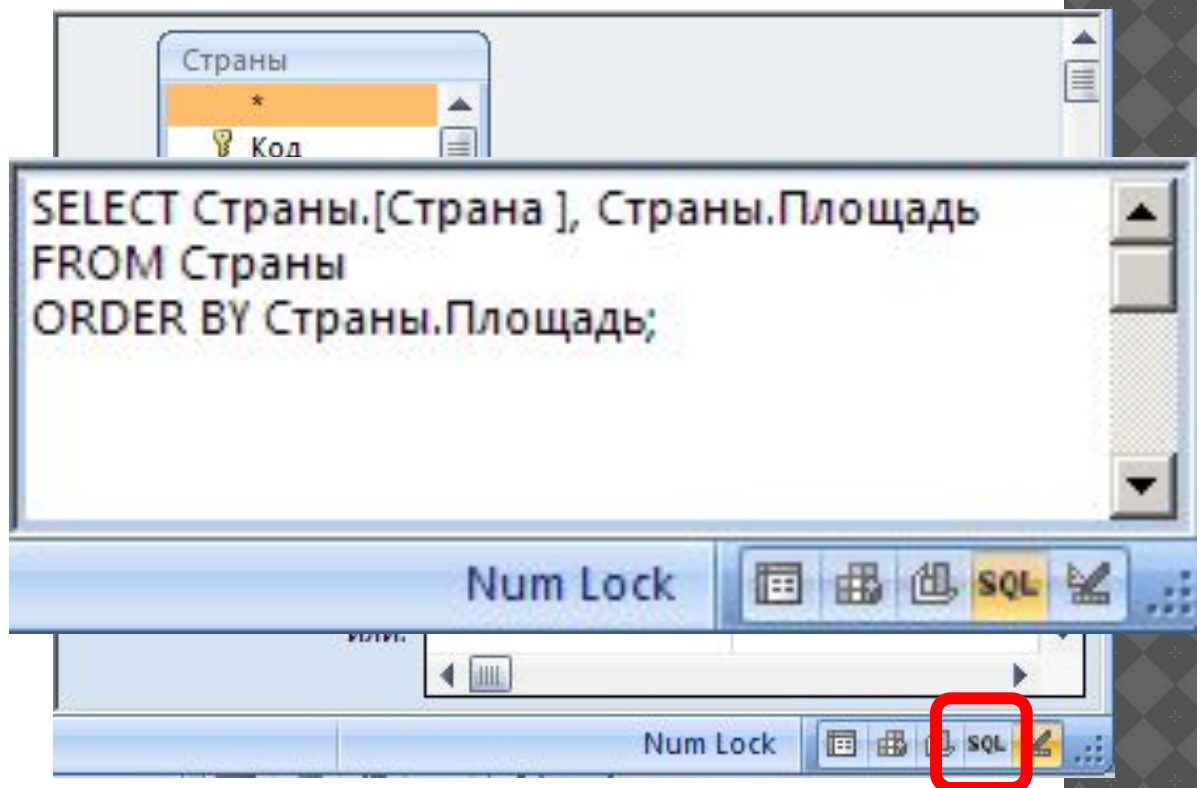 Страны
*
Код
SELECT Страны.[Страна ], Страны.Площадь
FROM Страны
ORDER BY Страны.Площадь;
Num Lock SQL
или:
Num Lock SQL